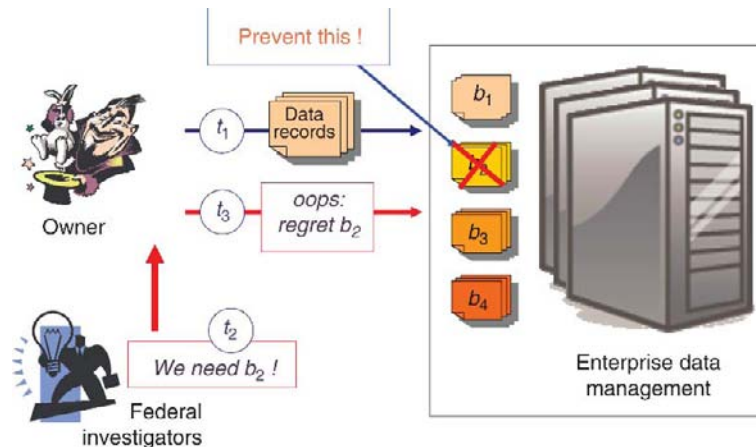 Prevent this !
t1
Data
records
b1
b2
t3
oops:
regret b2
Owner
b3
b4
t2
We need b2 !
Federal
investigators
Enterprise data
management